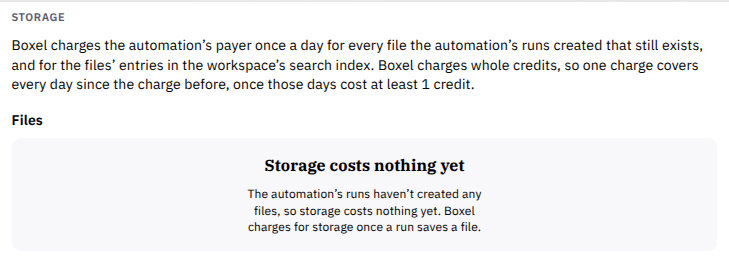 STORAGE
Boxel charges the automation’s payer once a day for every file the automation’s runs created that still exists,
and for the files’ entries in the workspace’s search index. Boxel charges whole credits, so one charge covers
every day since the charge before, once those days cost at least 1 credit.
Files
Storage costs nothing yet
The automation’s runs haven’t created any
files, so storage costs nothing yet. Boxel
charges for storage once a run saves a file.